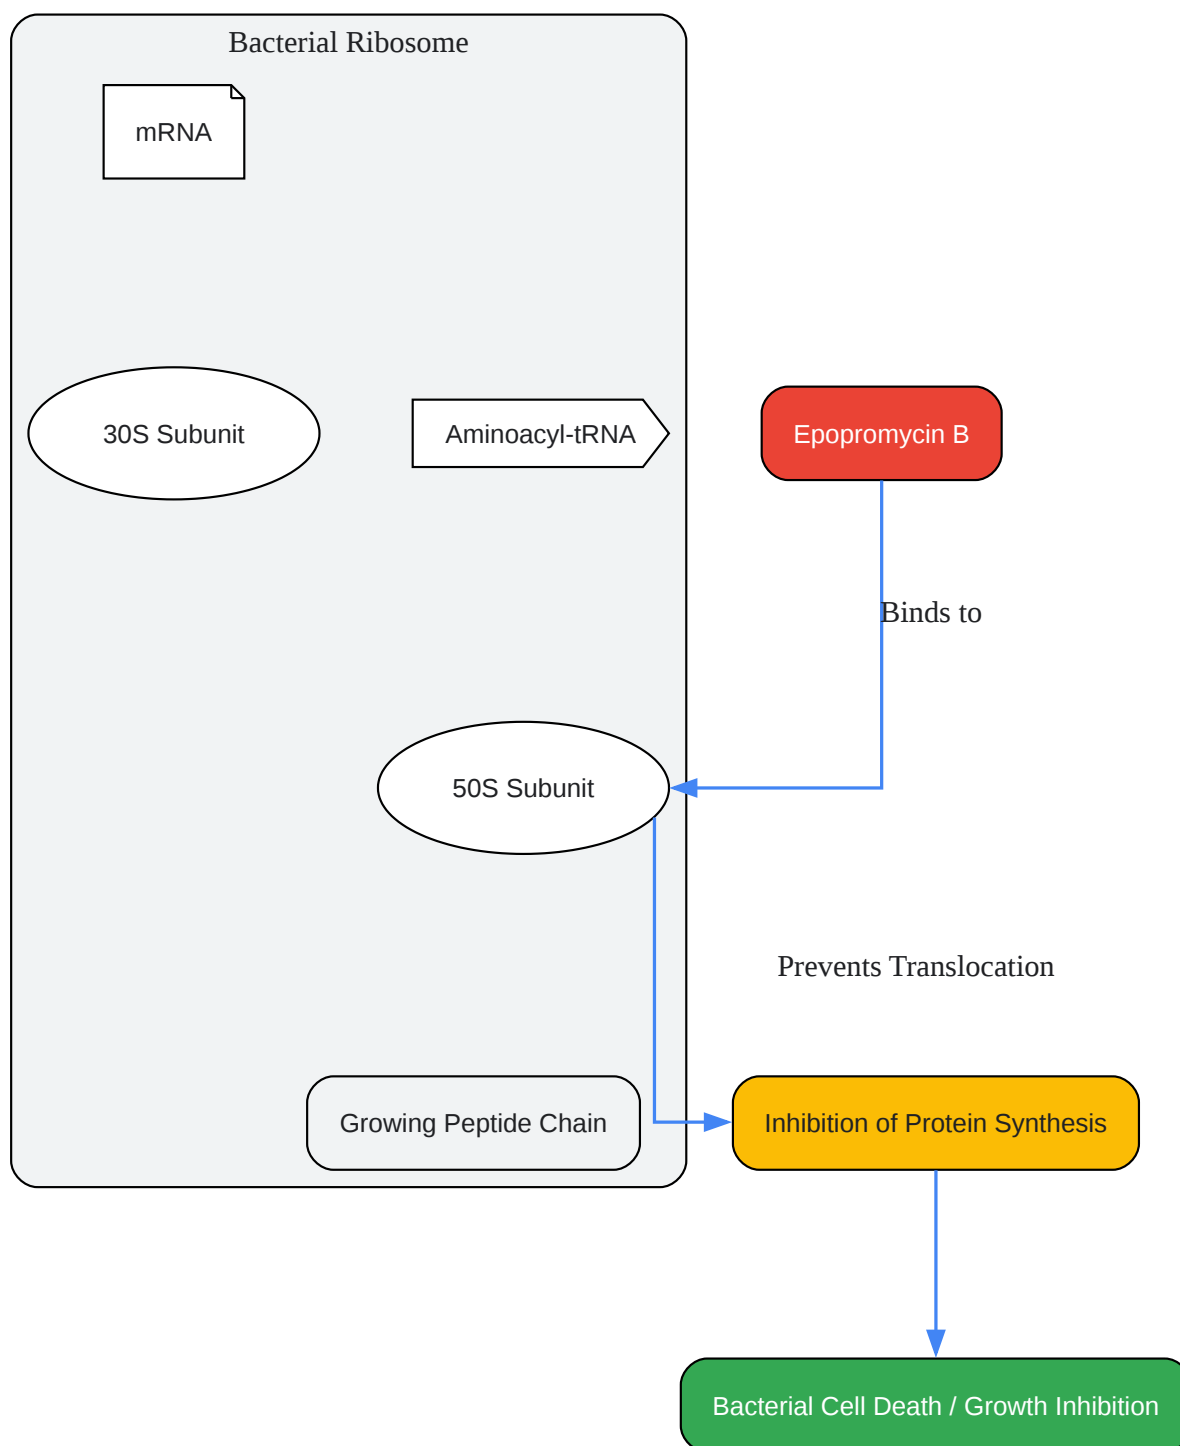 Bacterial Ribosome
mRNA
30S Subunit
Aminoacyl-tRNA
Epopromycin B
Binds to
50S Subunit
Prevents Translocation
Growing Peptide Chain
Inhibition of Protein Synthesis
Bacterial Cell Death / Growth Inhibition